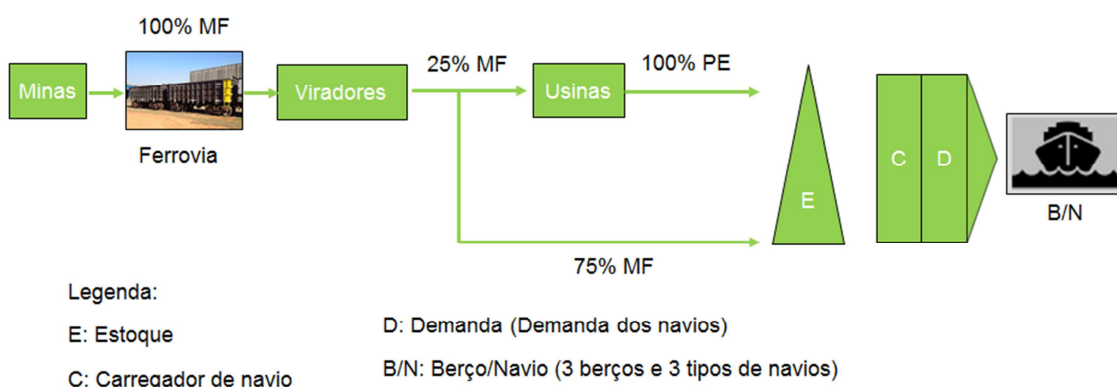 100% MF
Minas
Ferrovia
Viradores
25% MF
Usinas
100% PE
75% MF
E
C
D
B/N
Legenda:
E: Estoque
C: Carregador de navio
D: Demanda (Demanda dos navios)
B/N: Berço/Navio (3 berços e 3 tipos de navios)